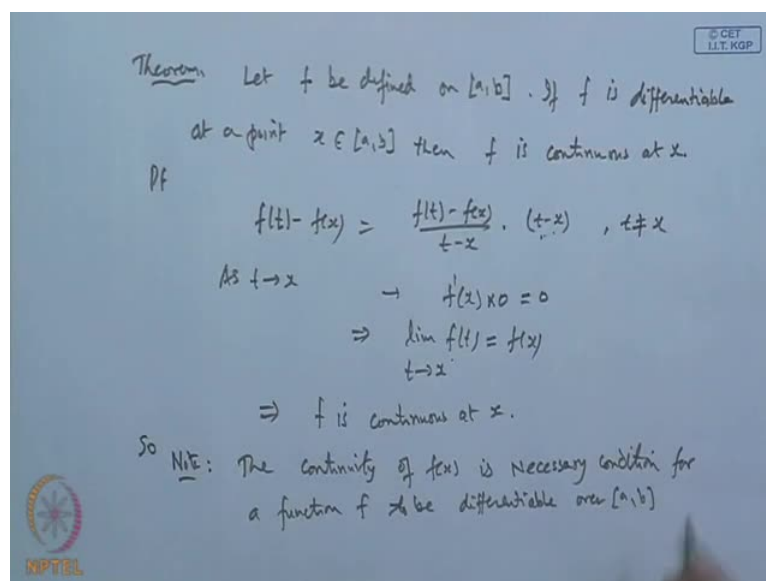 © CET
I.I.T. KGP
Theorem. Let f be defined on [a,b]. If f is differentiable
at a point x ∈ [a,b] then f is continuous at x.
Pf
f(t) - f(x) = f(t) - f(x) / t - x . (t-x) , t ≠ x
As t → x → f'(x) x 0 = 0
⇒ lim f(t) = f(x)
t→x
⇒ f is continuous at x.
So Note: The continuity of f(x) is Necessary condition for
a function f to be differentiable over [a,b]
NPTEL